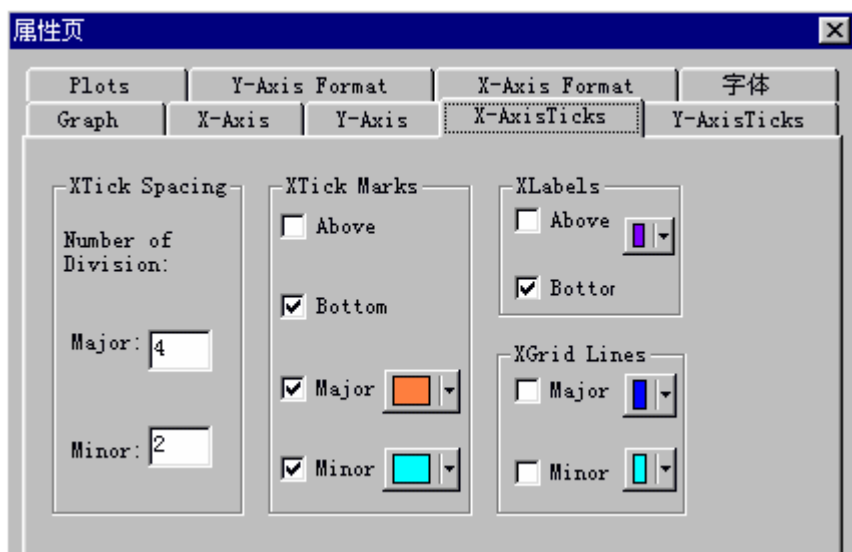 属性页
Plots Y-Axis Format X-Axis Format 字体
Graph X-Axis Y-Axis X-AxisTicks Y-AxisTicks
XTick Spacing
Number of
Division:
Major: 4
Minor: 2
XTick Marks
Above
Bottom
Major
Minor
XLabels
Above
Bottor
XGrid Lines
Major
Minor